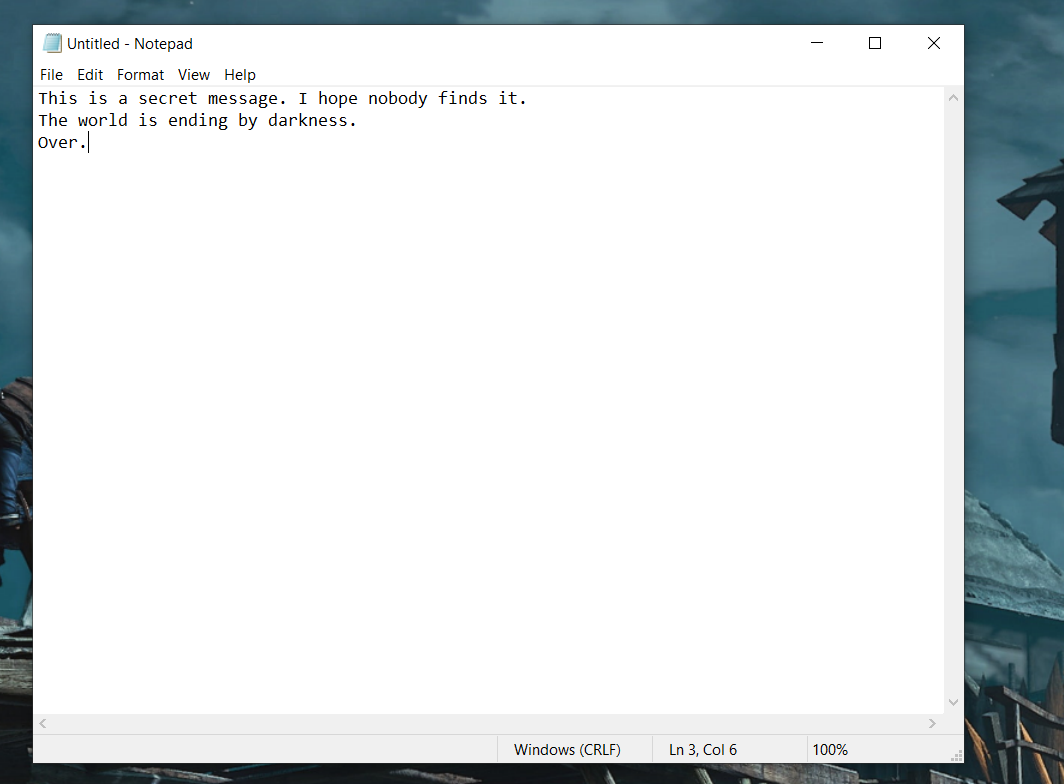 Untitled - Notepad
File Edit Format View Help
This is a secret message. I hope nobody finds it.
The world is ending by darkness.
Over.
Windows (CRLF) Ln 3, Col 6 100%